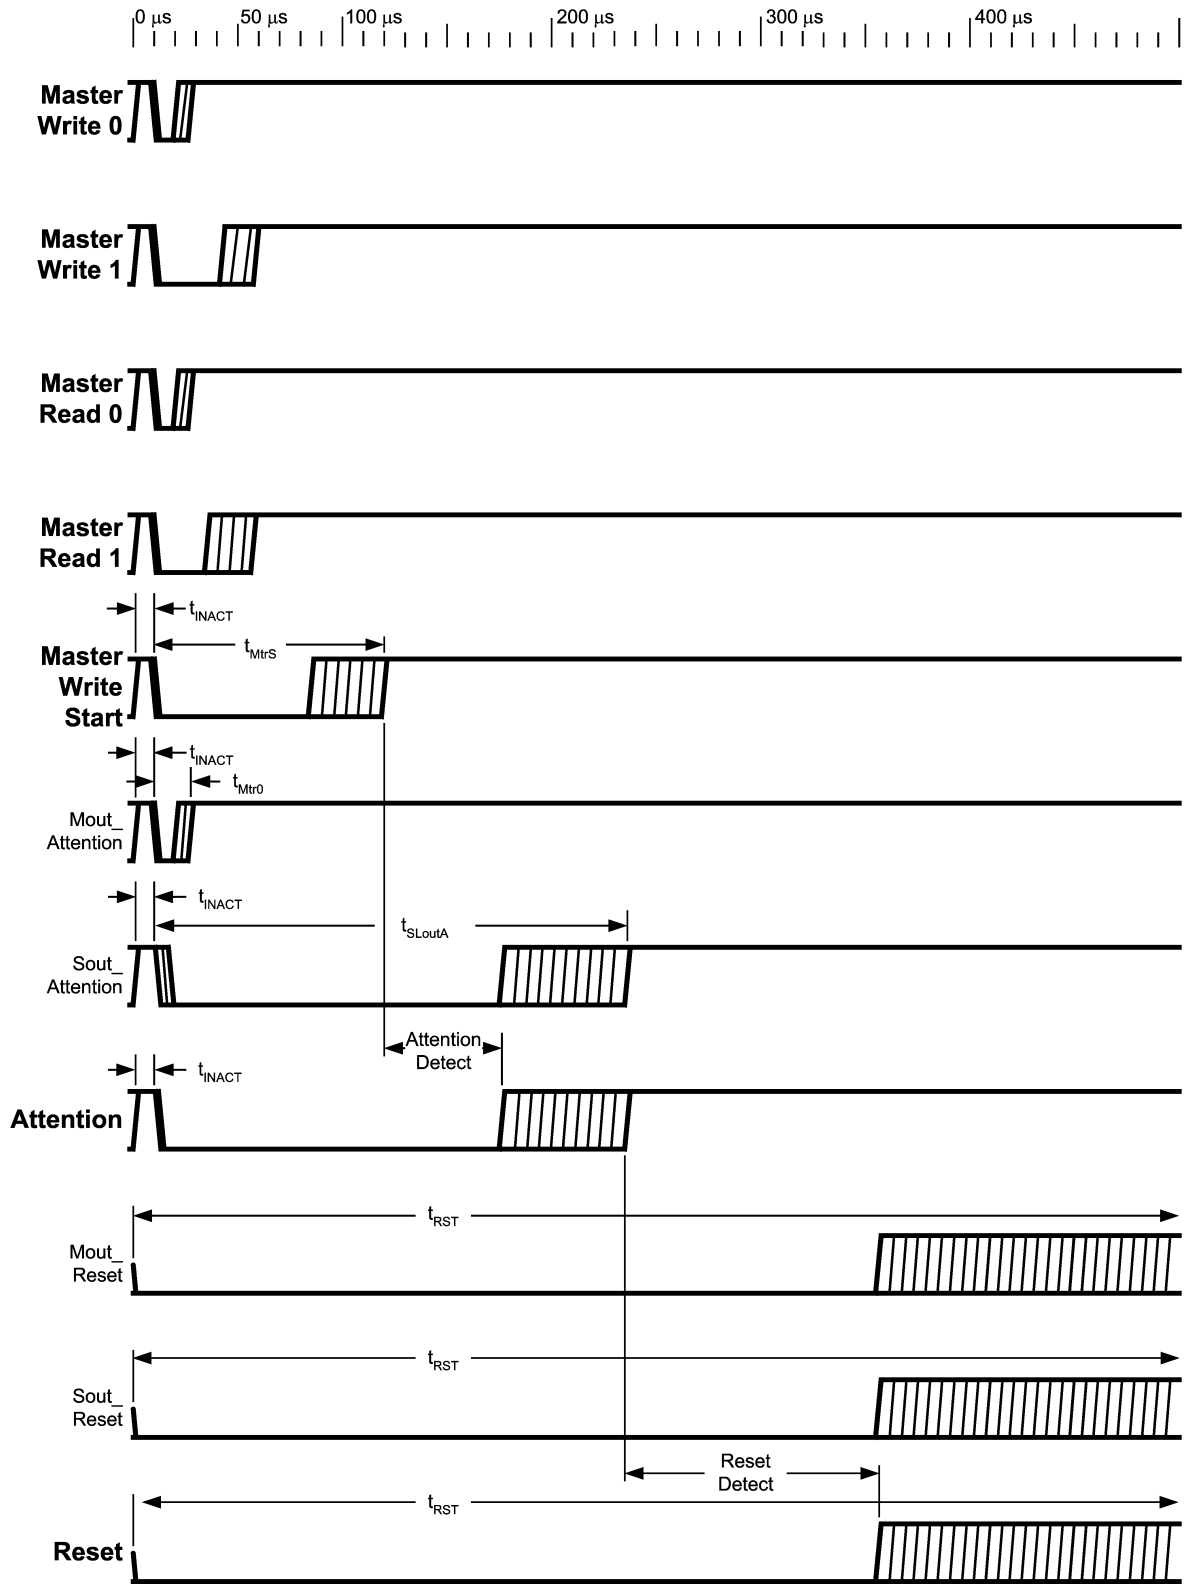 0 µs 50 µs 100 µs 200 µs 300 µs 400 µs
Master
Write 0
Master
Write 1
Master
Read 0
Master
Read 1
tINACT
tMtrS
Master
Write
Start
tINACT
tMtr0
Mout_
Attention
tINACT
tSLoutA
Sout_
Attention
Attention
Detect
tINACT
Attention
tRST
Mout_
Reset
tRST
Sout_
Reset
Reset
Detect
tRST
Reset